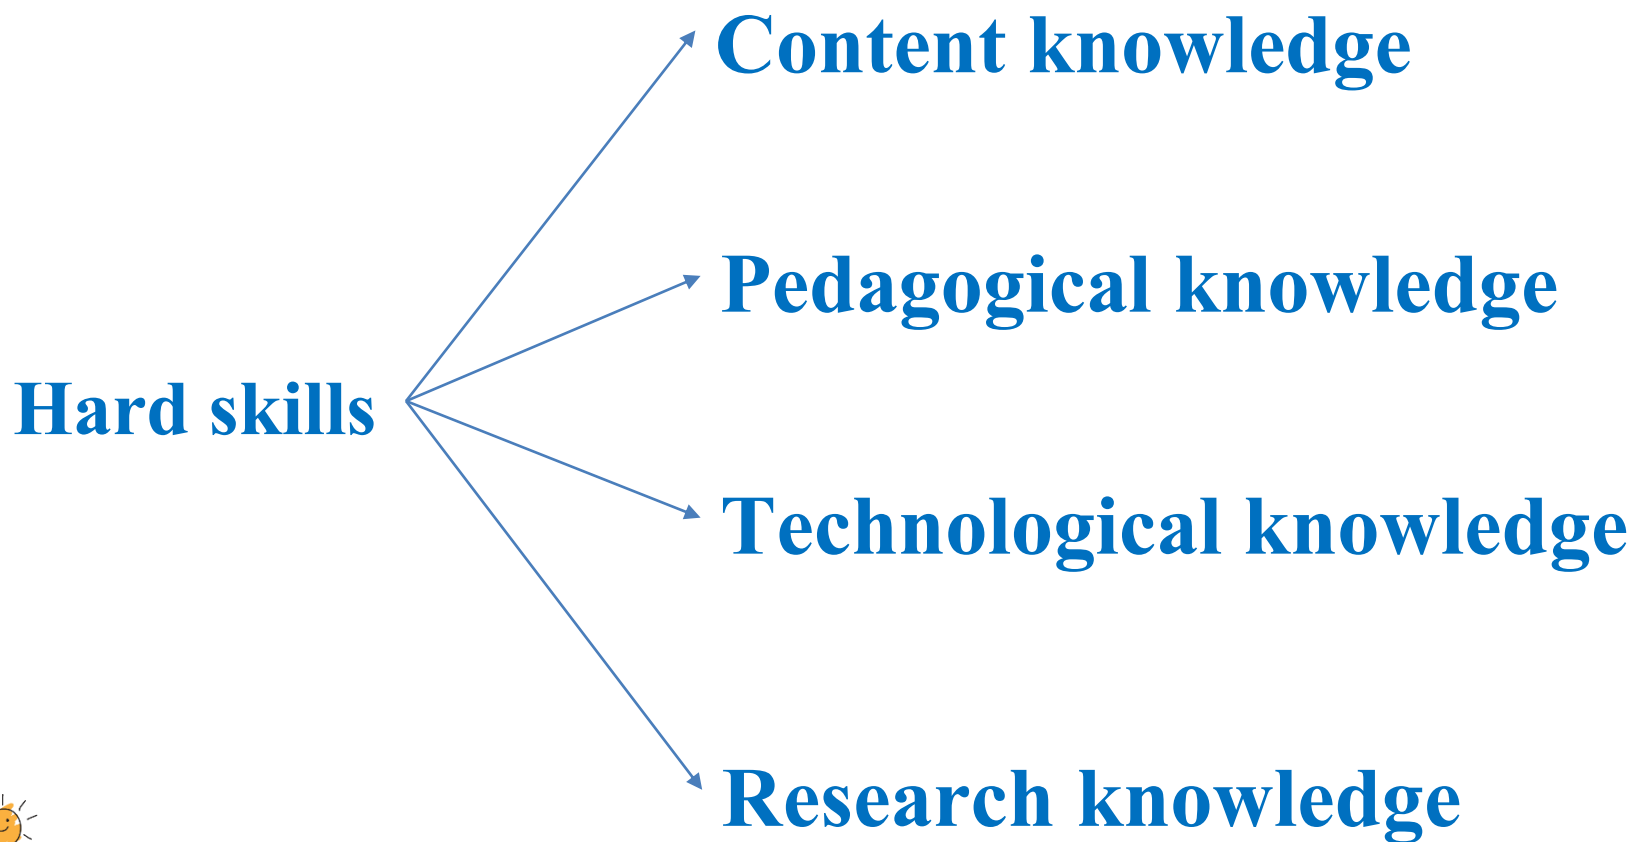 Content knowledge
Pedagogical knowledge
Hard skills
Technological knowledge
Research knowledge